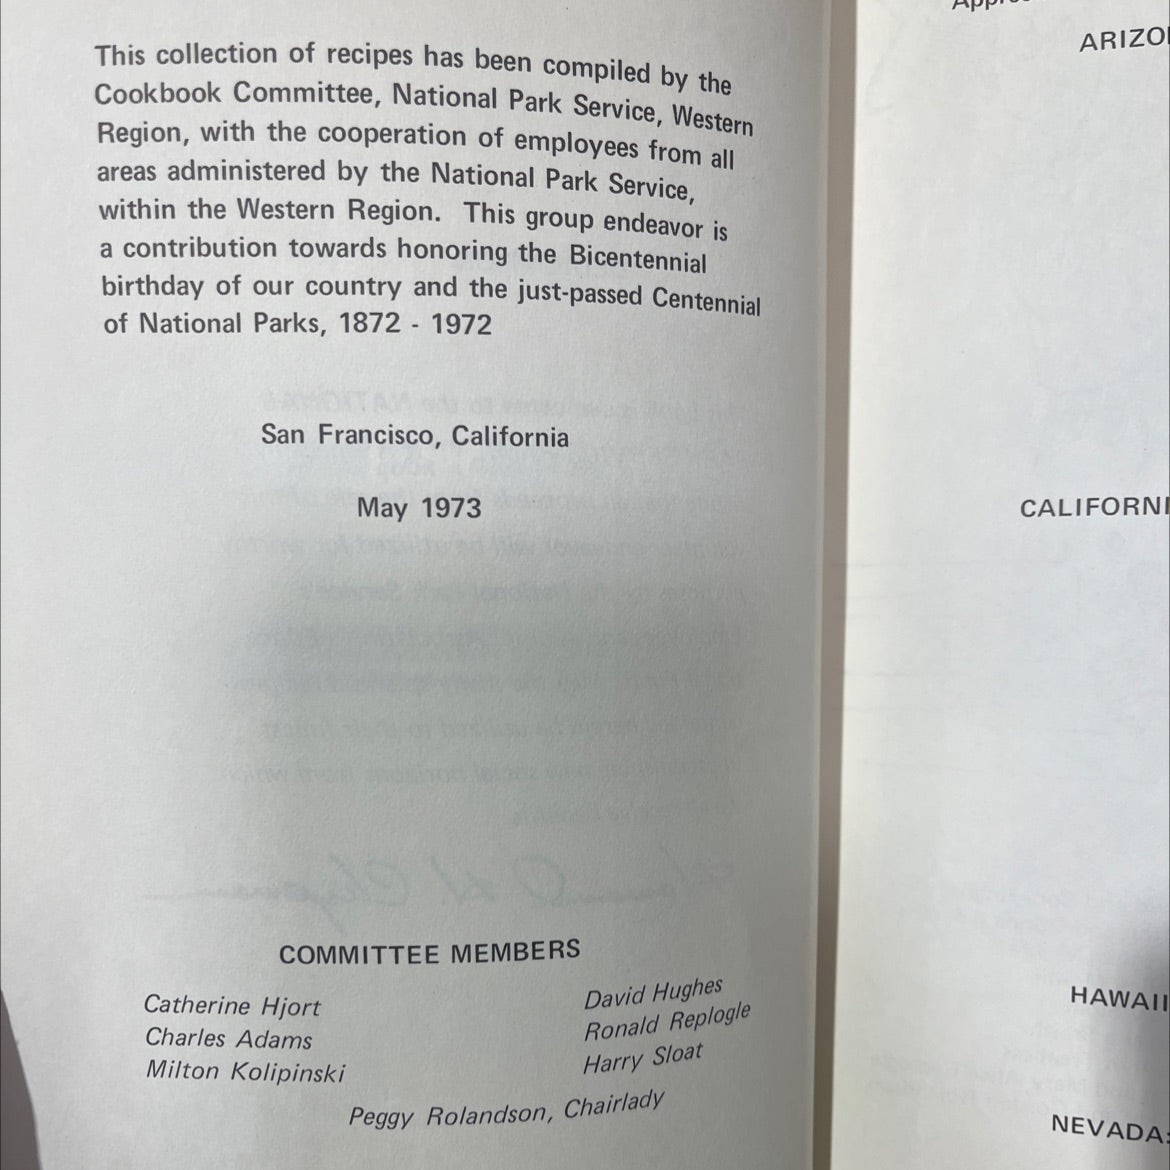 This collection of recipes has been compiled by the
Cookbook Committee, National Park Service, Western
Region, with the cooperation of employees from all
areas administered by the National Park Service,
within the Western Region. This group endeavor is
a contribution towards honoring the Bicentennial
birthday of our country and the just-passed Centennial
of National Parks, 1872 - 1972
San Francisco, California
May 1973
COMMITTEE MEMBERS
Catherine Hjort
Charles Adams
Milton Kolipinski
David Hughes
Ronald Replogle
Harry Sloat
Peggy Rolandson, Chairlady
ARIZO
CALIFORNI
HAWAII
NEVADA: